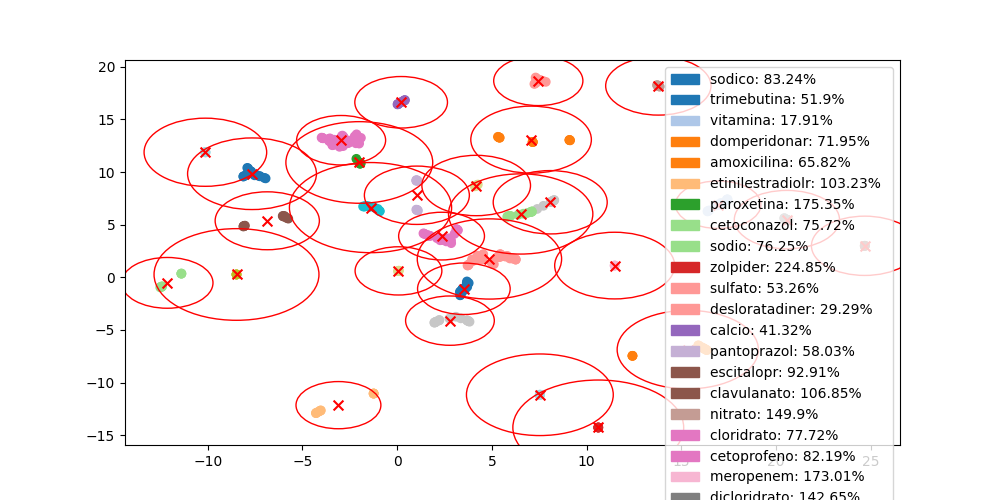 20
15
10
5
0
−5
−10
−15
−10
−5
0
5
10
15
20
25
sodico: 83.24%
trimebutina: 51.9%
vitamina: 17.91%
domperidonar: 71.95%
amoxicilina: 65.82%
etinilestradiolr: 103.23%
paroxetina: 175.35%
cetoconazol: 75.72%
sodio: 76.25%
zolpider: 224.85%
sulfato: 53.26%
desloratadiner: 29.29%
calcio: 41.32%
pantoprazol: 58.03%
escitalopr: 92.91%
clavulanato: 106.85%
nitrato: 149.9%
cloridrato: 77.72%
cetoprofeno: 82.19%
meropenem: 173.01%
dicloridrato: 142.65%